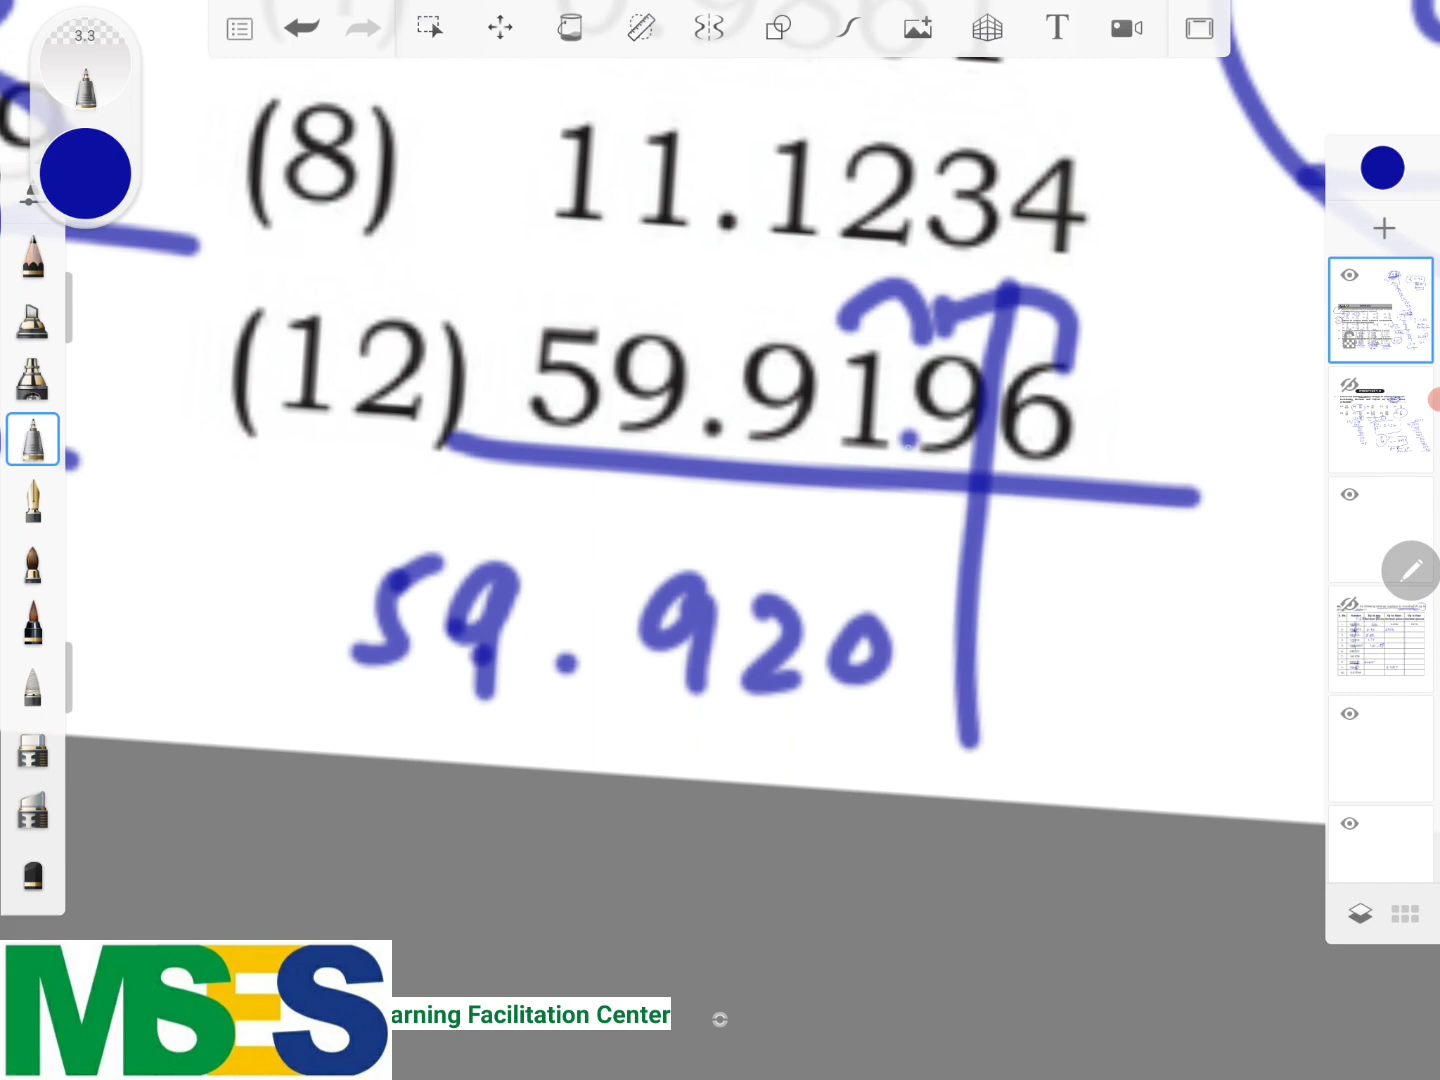 3.3
T
(8) 11.1234
(12) 59.9196
59.920
MSES
arning Facilitation Center